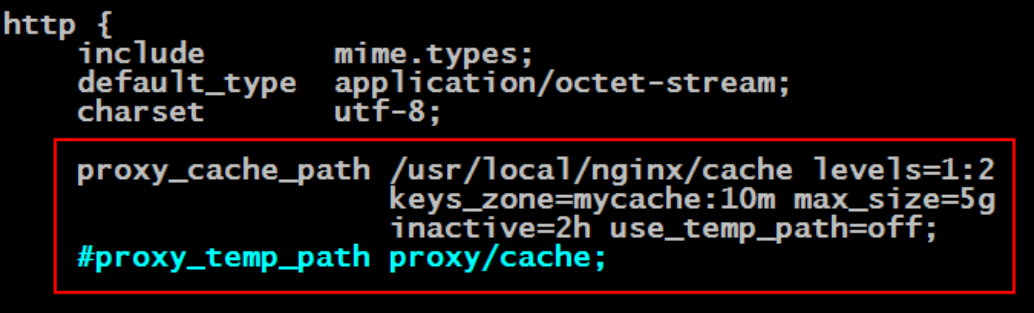 http {
include mime.types;
default_type application/octet-stream;
charset utf-8;
proxy_cache_path /usr/local/nginx/cache levels=1:2
keys_zone=mycache:10m max_size=5g
inactive=2h use_temp_path=off;
#proxy_temp_path proxy/cache;